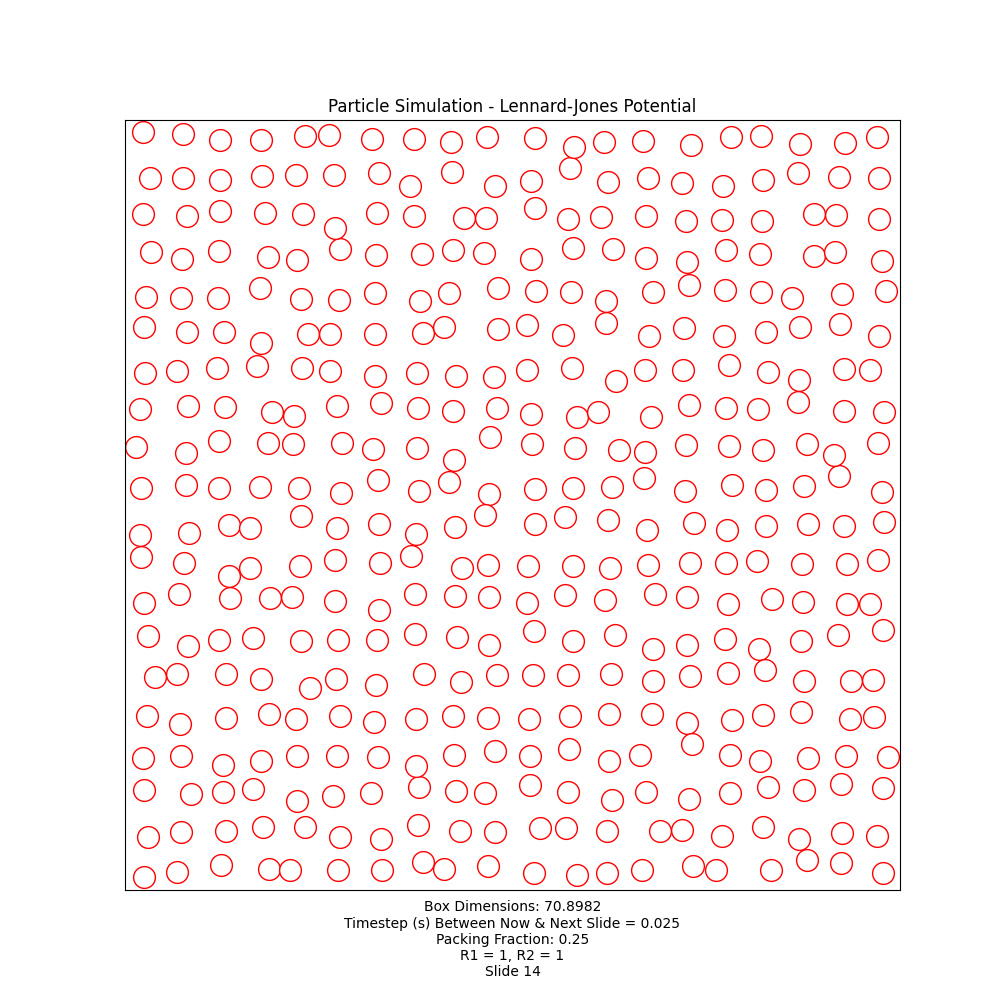 Particle Simulation - Lennard-Jones Potential
Box Dimensions: 70.8982
Timestep (s) Between Now & Next Slide = 0.025
Packing Fraction: 0.25
R1 = 1, R2 = 1
Slide 14